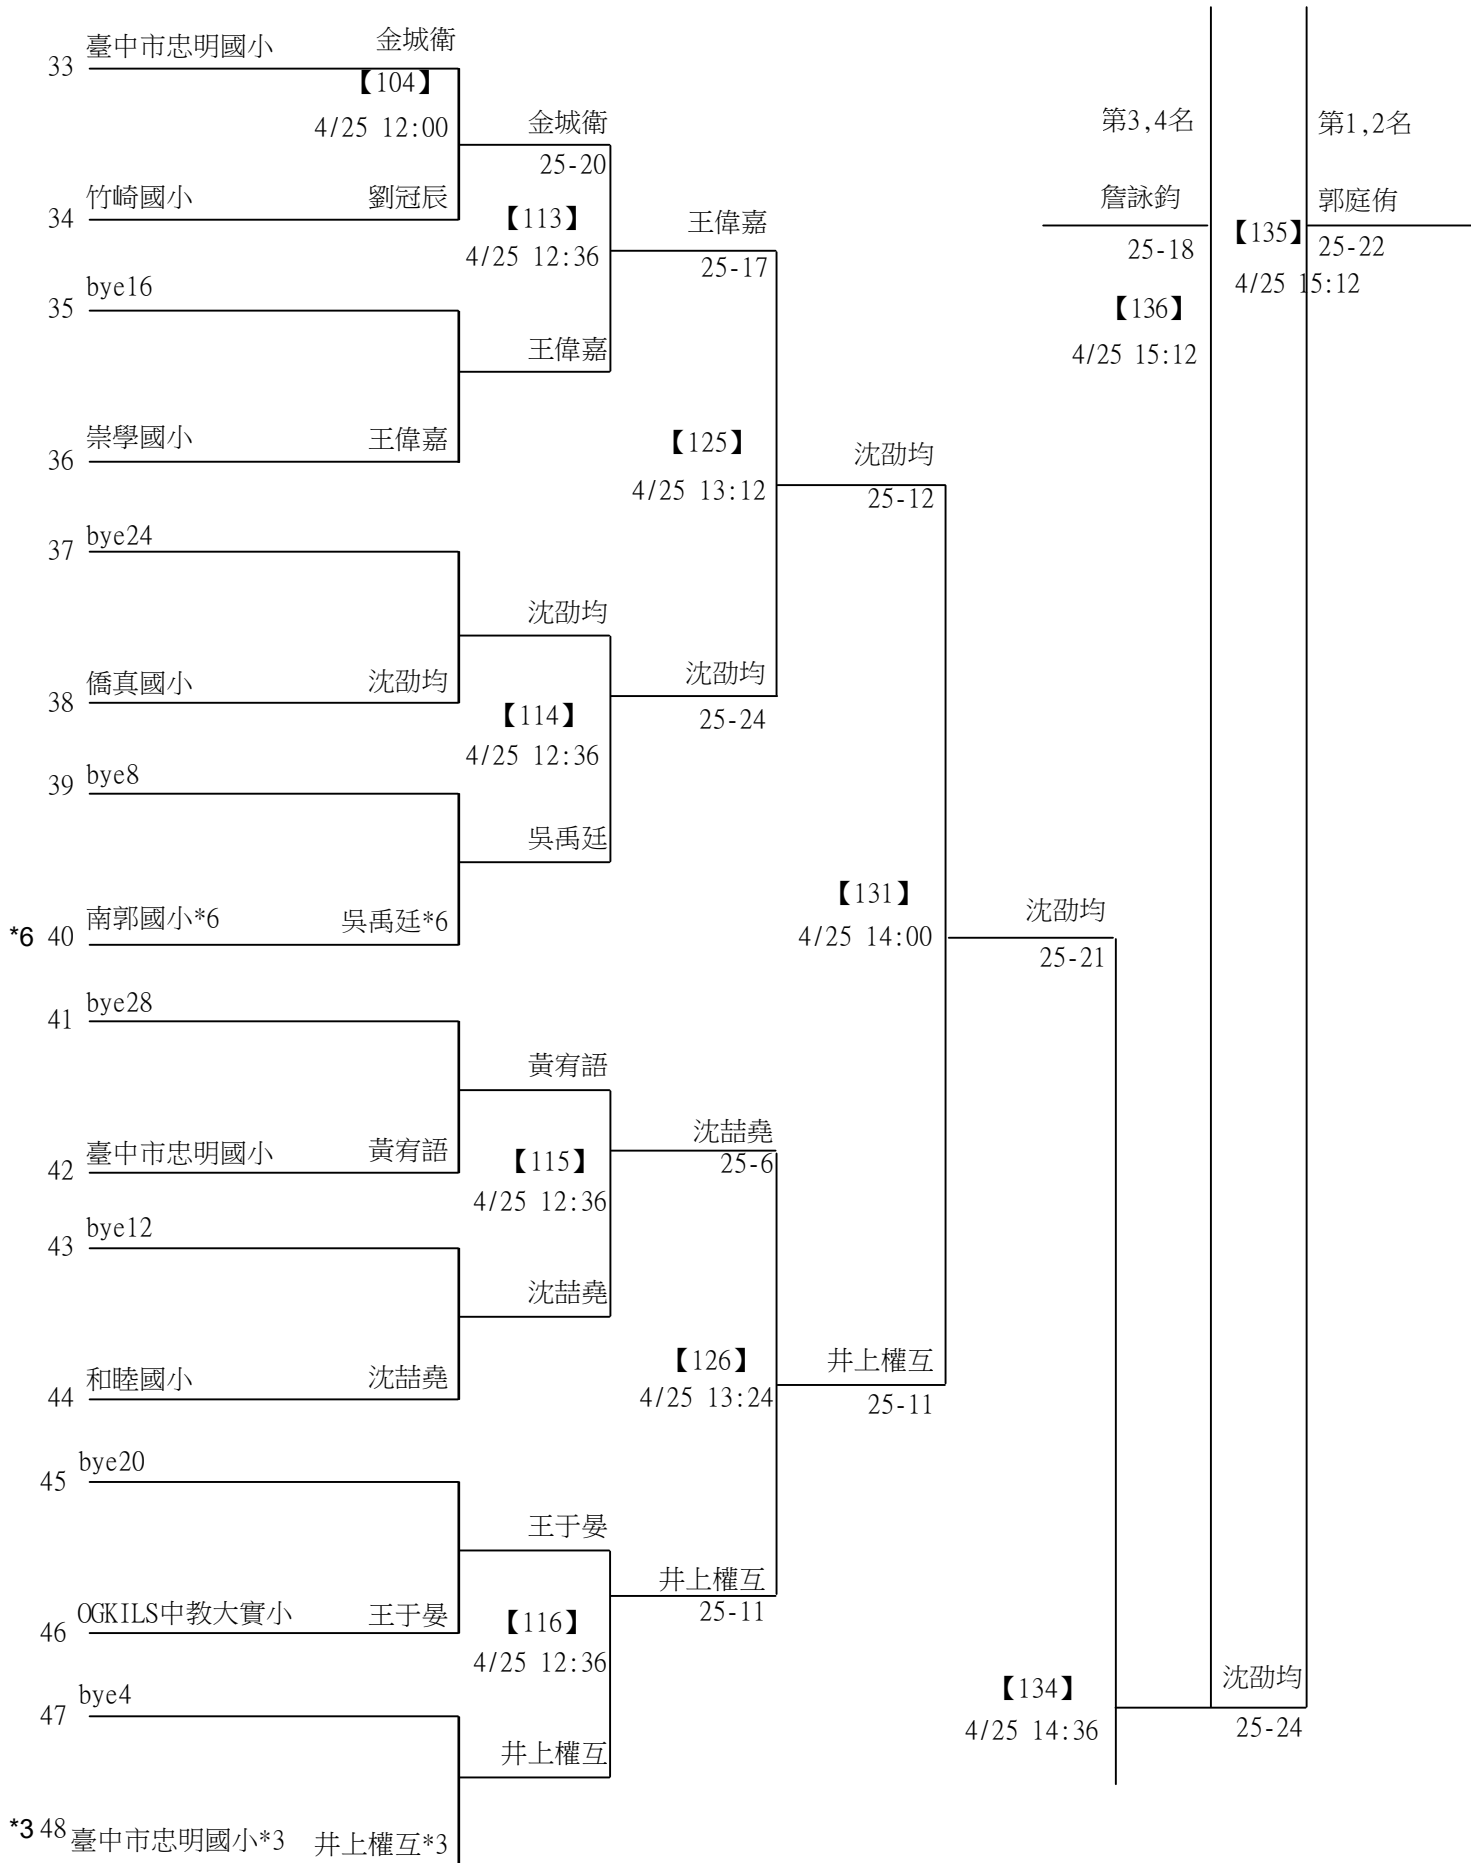 臺中市忠明國小 金城衛
33
【104】
4/25 12:00
金城衛
25-20
竹崎國小 劉冠辰
34
【113】
4/25 12:36
王偉嘉
25-17
bye16
35
王偉嘉
崇學國小 王偉嘉
36
【125】
4/25 13:12
沈劭均
25-12
bye24
37
沈劭均
僑真國小 沈劭均
38
沈劭均
25-24
【114】
4/25 12:36
bye8
39
吳禹廷
*6 40 南郭國小*6 吳禹廷*6
【131】
4/25 14:00
沈劭均
25-21
bye28
41
黃宥語
臺中市忠明國小 黃宥語
42
沈喆堯
25-6
【115】
4/25 12:36
bye12
43
沈喆堯
和睦國小 沈喆堯
44
【126】
4/25 13:24
井上權互
25-11
bye20
45
王于晏
OGKILS中教大實小 王于晏
46
井上權互
25-11
【116】
4/25 12:36
bye4
47
井上權互
*3 48 臺中市忠明國小*3 井上權互*3
【134】
4/25 14:36
沈劭均
25-24
第3,4名
第1,2名
詹詠鈞
25-18
【136】
4/25 15:12
郭庭侑
【135】
25-22
4/25 15:12